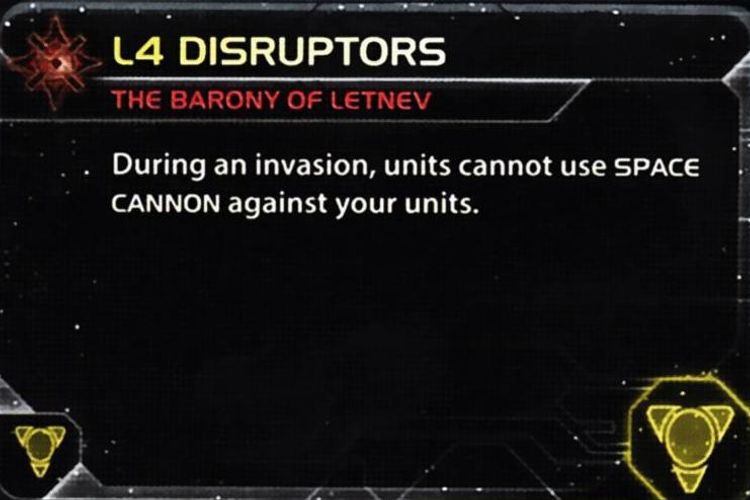 L4 DISRUPTORS
THE BARONY OF LETNEV
During an invasion, units cannot use SPACE
CANNON against your units.